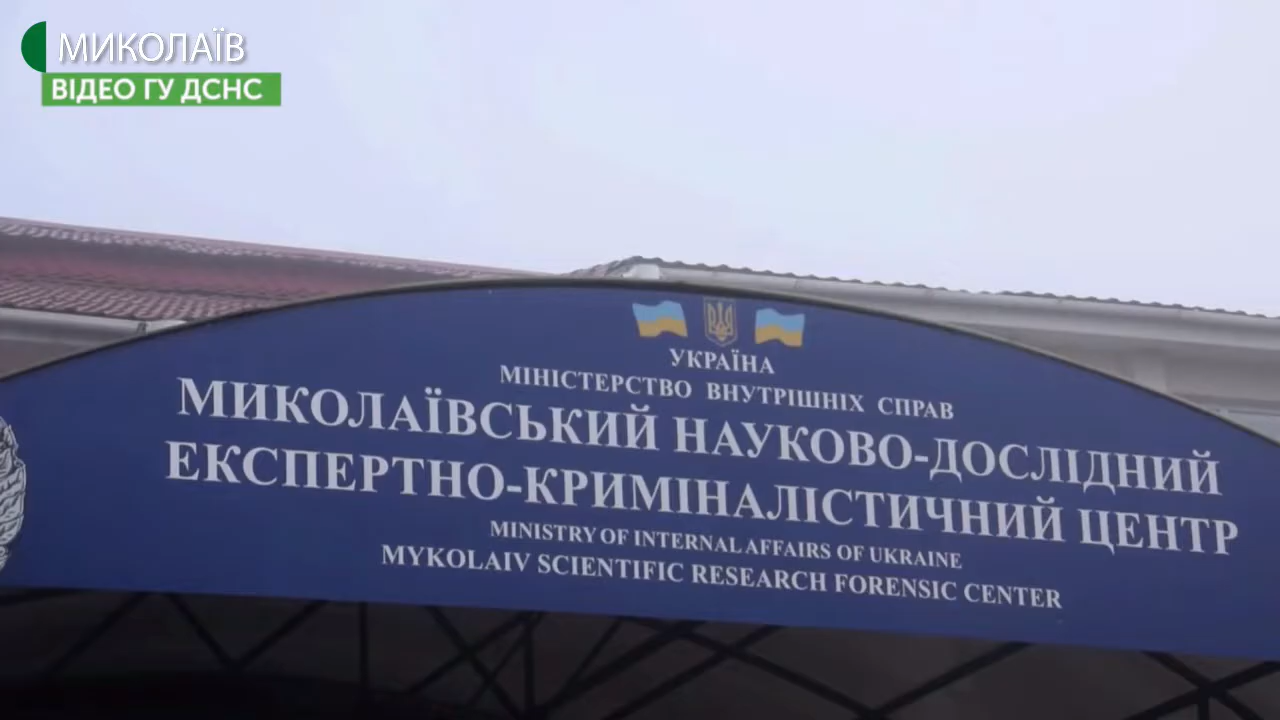 МИКОЛАЇВ
ВІДЕО ГУ ДСНС
УКРАЇНА
МІНІСТЕРСТВО ВНУТРІШНІХ СПРАВ
МИКОЛАЇВСЬКИЙ НАУКОВО-ДОСЛІДНИЙ
ЕКСПЕРТНО-КРИМІНАЛІСТИЧНИЙ ЦЕНТР
MINISTRY OF INTERNAL AFFAIRS OF UKRAINE
MYKOLAIV SCIENTIFIC RESEARCH FORENSIC CENTER